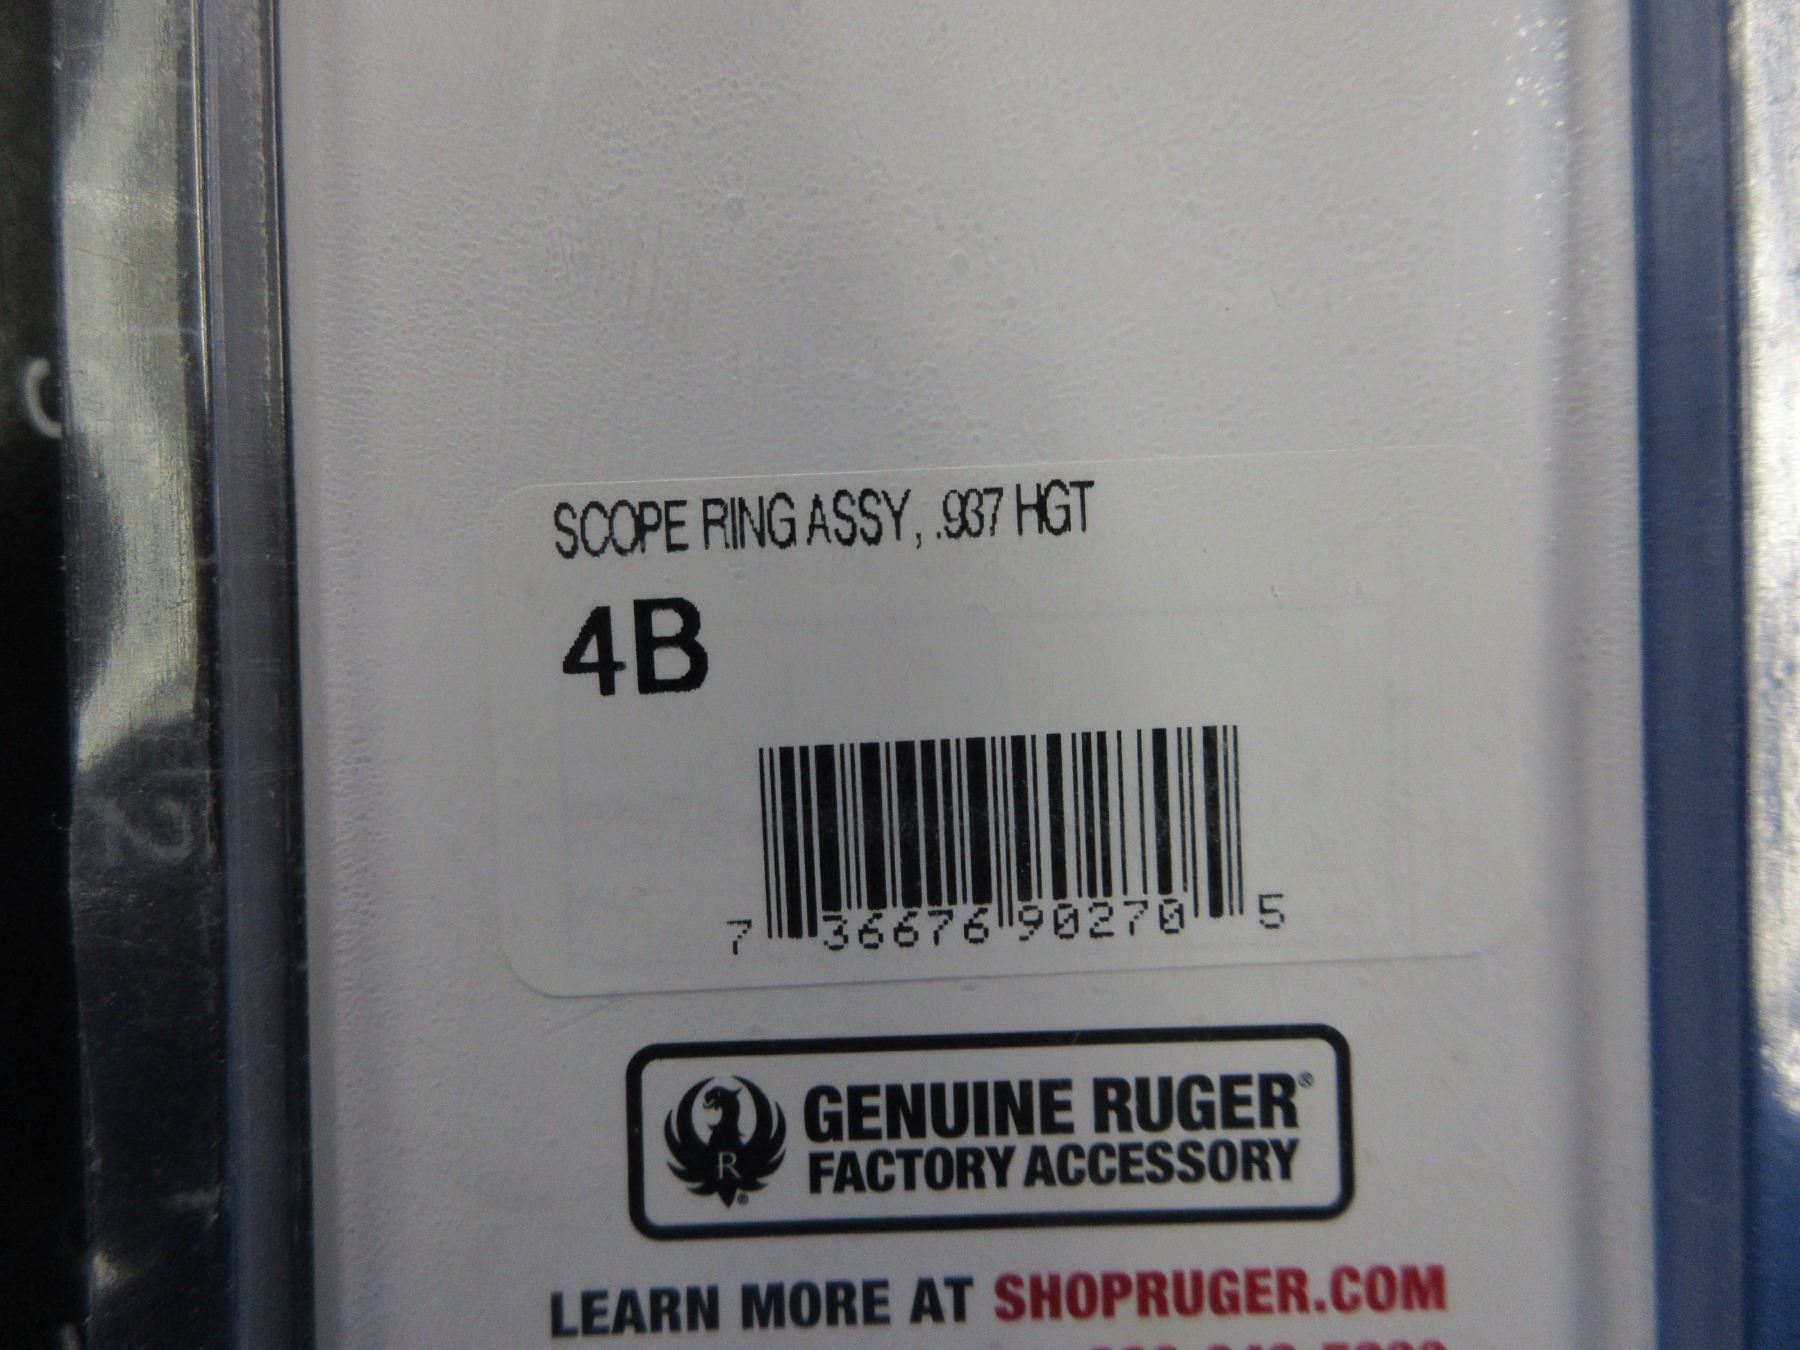 SCOPE RING ASSY, .937 HGT
4B
7 36676 90270 5
GENUINE RUGER®
FACTORY ACCESSORY
R
®
LEARN MORE AT SHOPRUGER.COM